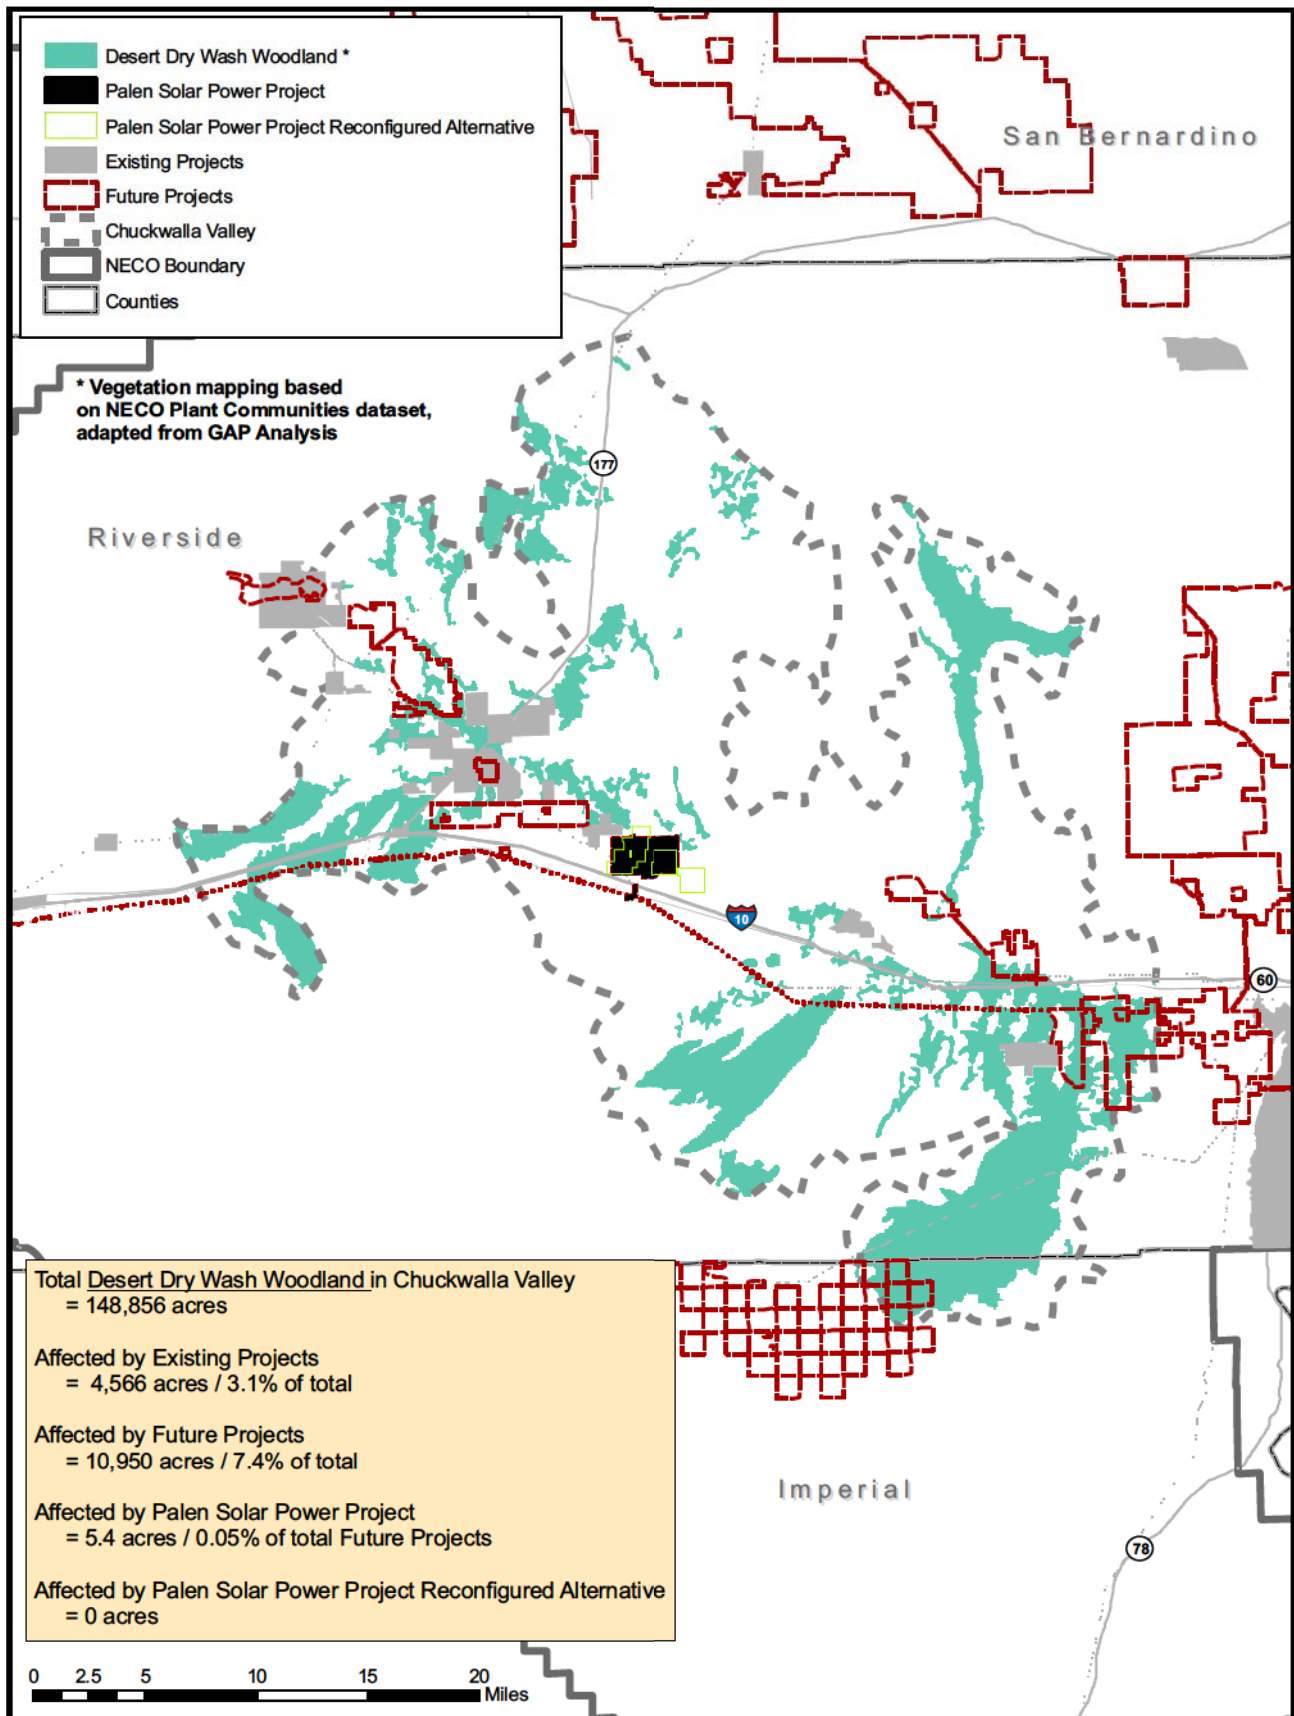 Desert Dry Wash Woodland *
Palen Solar Power Project
Palen Solar Power Project Reconfigured Alternative
Existing Projects
Future Projects
Chuckwalla Valley
NECO Boundary
Counties
San Bernardino
* Vegetation mapping based
on NECO Plant Communities dataset,
adapted from GAP Analysis
177
Riverside
10
60
Total Desert Dry Wash Woodland in Chuckwalla Valley
= 148,856 acres
Affected by Existing Projects
= 4,566 acres / 3.1% of total
Affected by Future Projects
= 10,950 acres / 7.4% of total
Affected by Palen Solar Power Project
= 5.4 acres / 0.05% of total Future Projects
Affected by Palen Solar Power Project Reconfigured Alternative
= 0 acres
Imperial
78
0 2.5 5 10 15 20
Miles